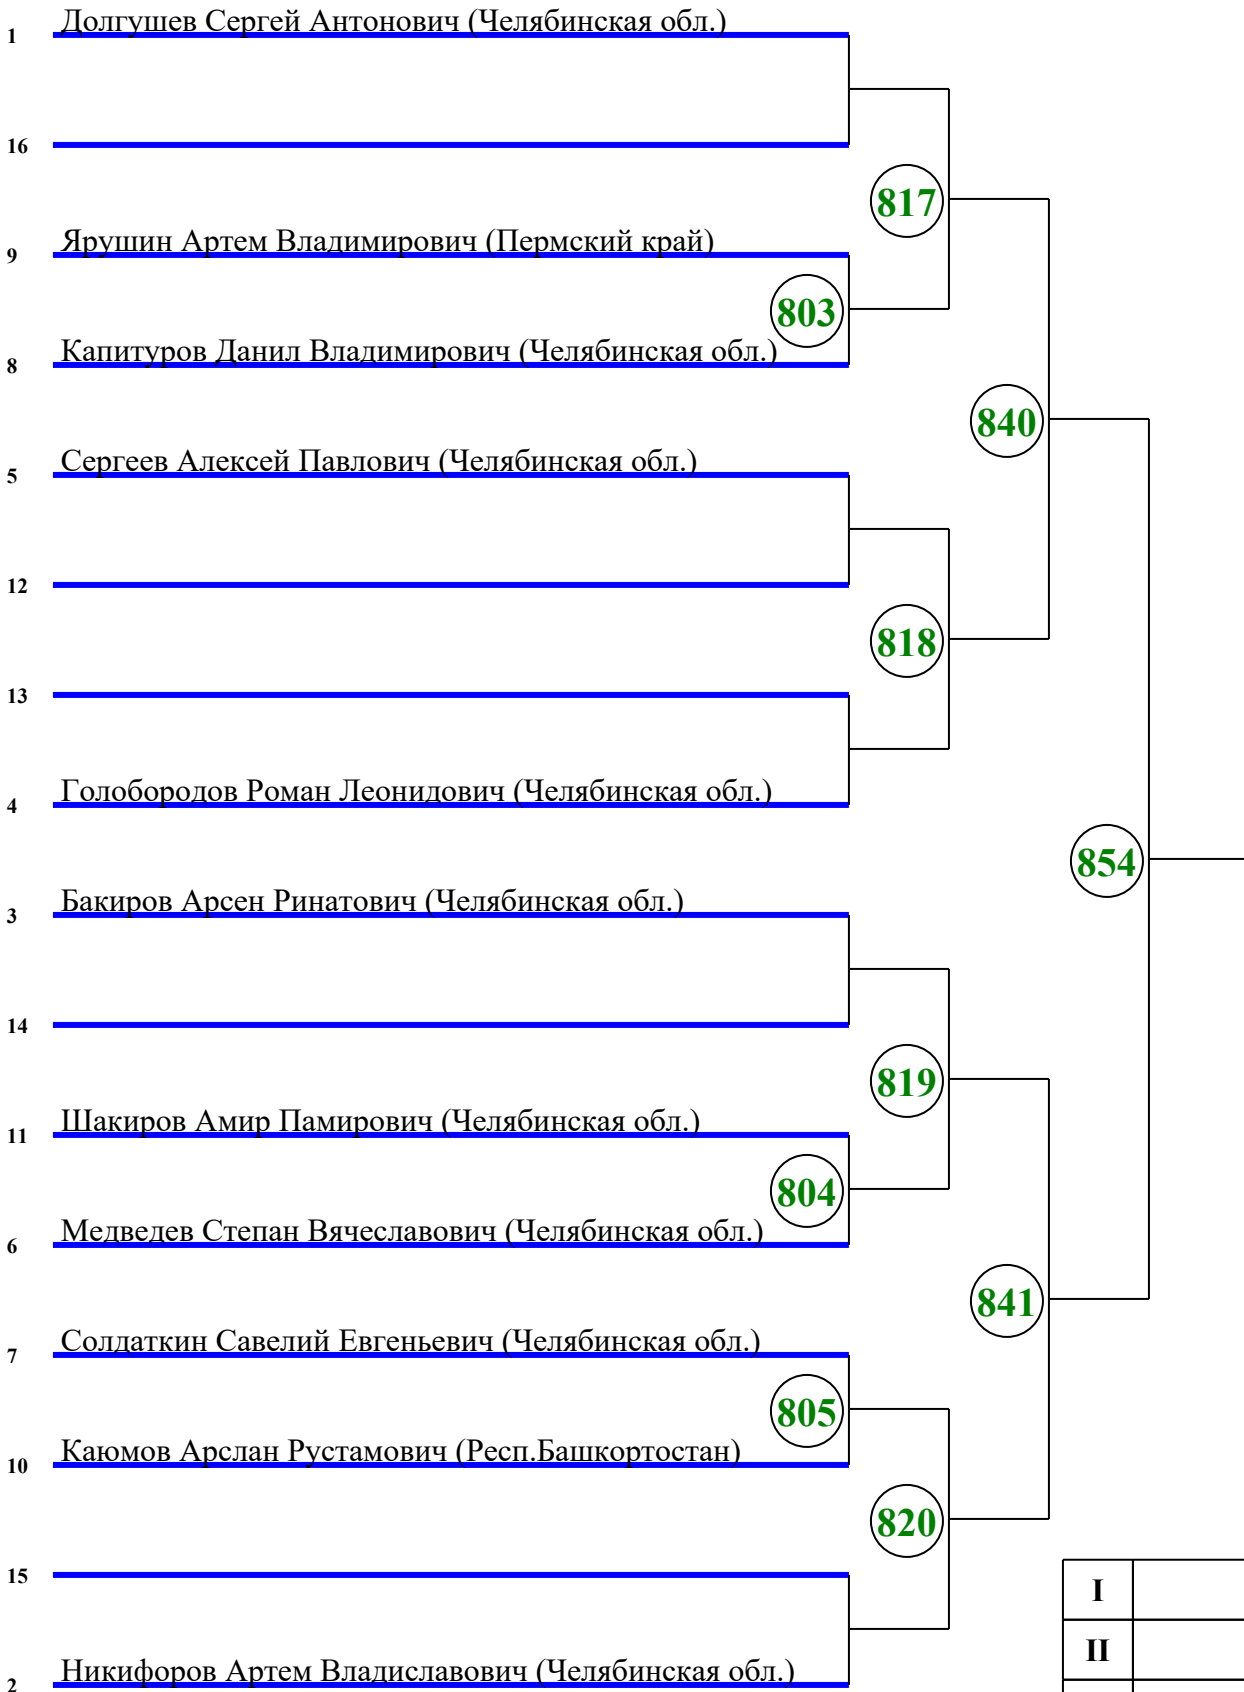 1 Долгушев Сергей Антонович (Челябинская обл.)
16
817
9 Ярушин Артем Владимирович (Пермский край)
803
8 Капитуров Данил Владимирович (Челябинская обл.)
840
5 Сергеев Алексей Павлович (Челябинская обл.)
12
818
13
4 Голобородов Роман Леонидович (Челябинская обл.)
854
3 Бакиров Арсен Ринатович (Челябинская обл.)
14
819
11 Шакиров Амир Памирович (Челябинская обл.)
804
6 Медведев Степан Вячеславович (Челябинская обл.)
841
7 Солдаткин Савелий Евгеньевич (Челябинская обл.)
805
10 Каюмов Арслан Рустамович (Респ.Башкортостан)
820
15
I
II
2 Никифоров Артем Владиславович (Челябинская обл.)